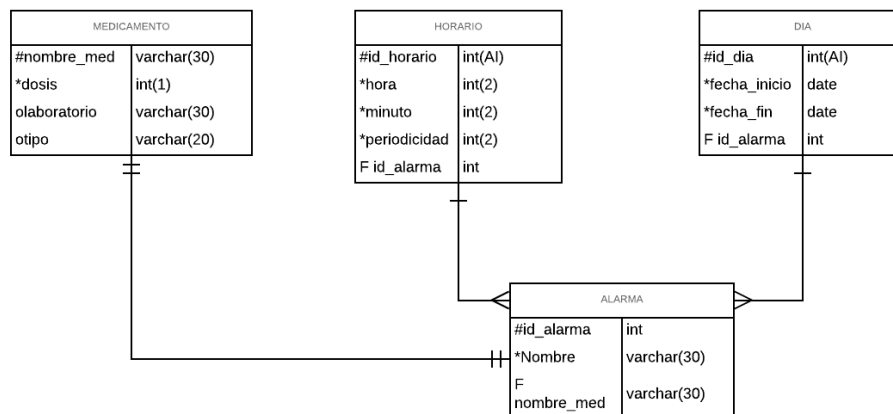 MEDICAMENTO
#nombre_med varchar(30)
*dosis int(1)
olaboratorio varchar(30)
otipo varchar(20)
HORARIO
#id_horario int(AI)
*hora int(2)
*minuto int(2)
*periodicidad int(2)
F id_alarma int
DIA
#id_dia int(AI)
*fecha_inicio date
*fecha_fin date
F id_alarma int
ALARMA
#id_alarma int
*Nombre varchar(30)
F
nombre_med varchar(30)